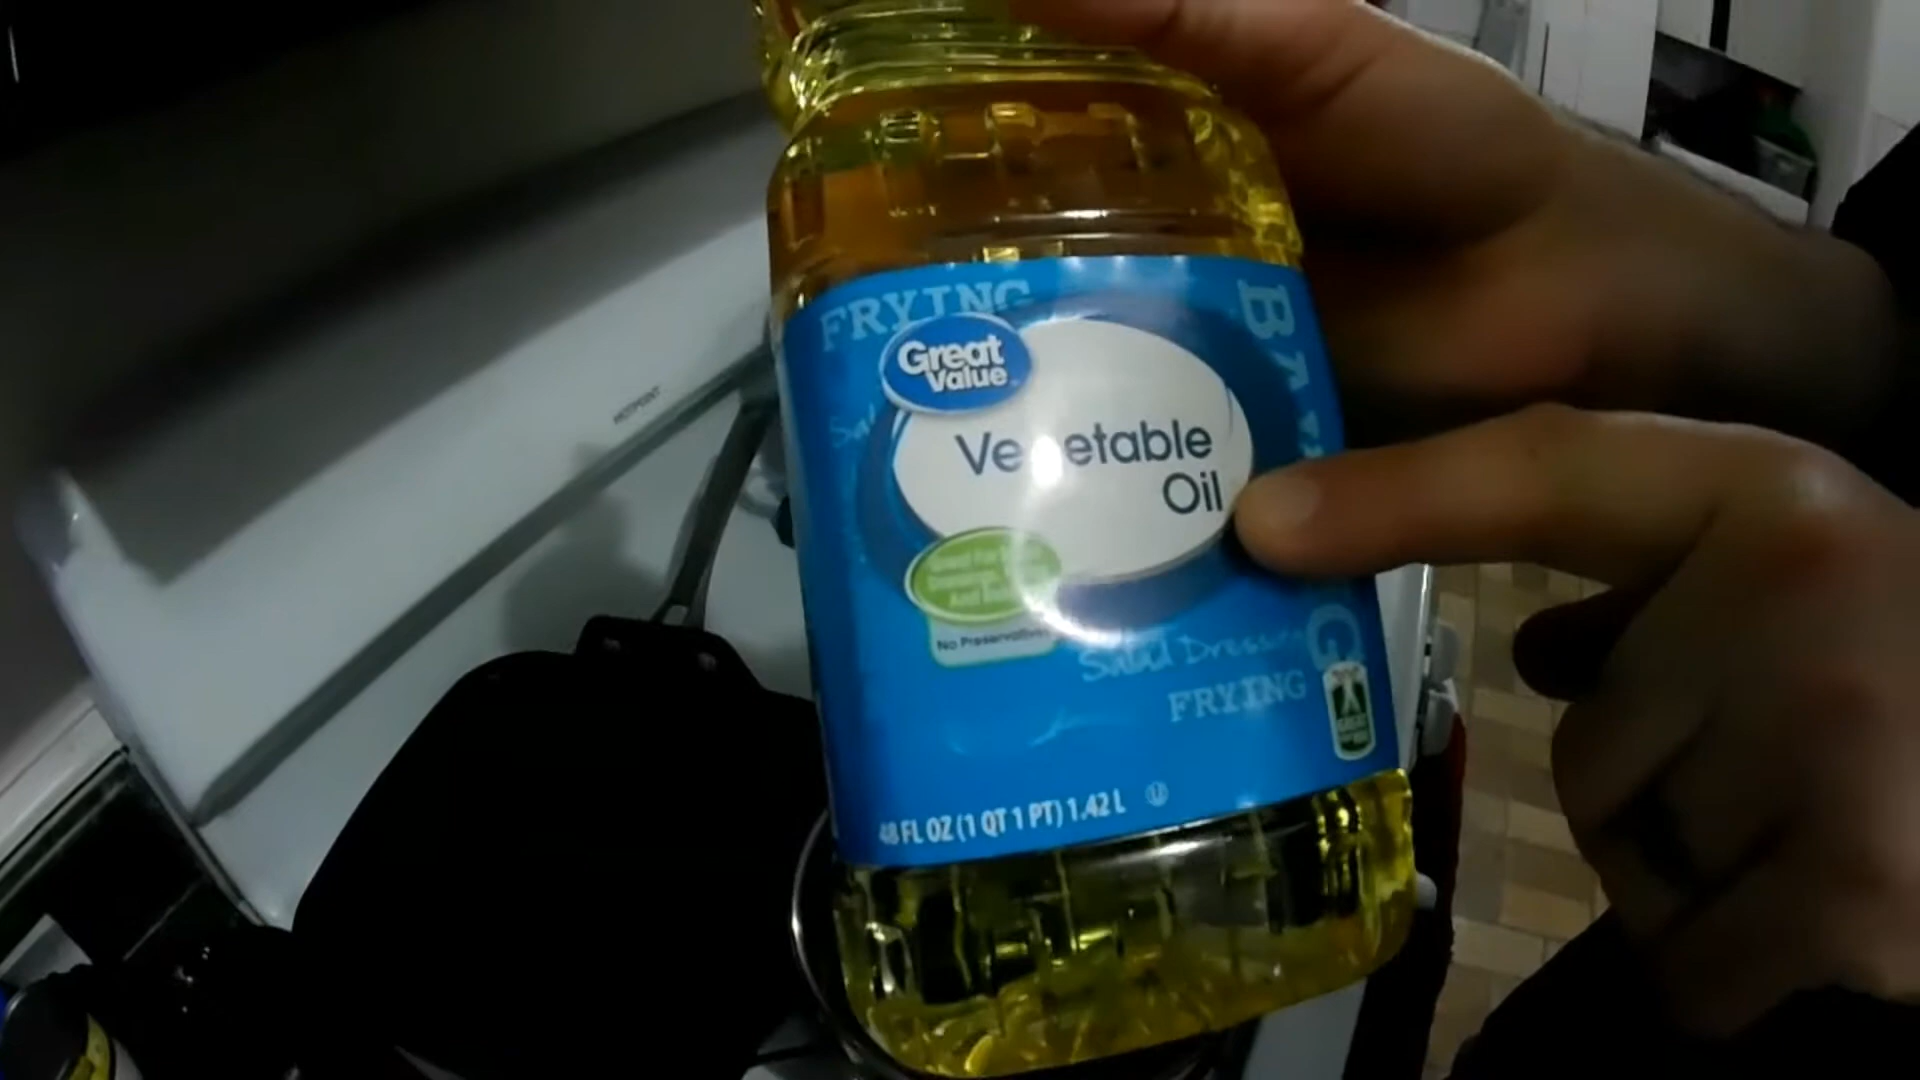 HOTPOINT
FRYING
Great
Value
Vegetable
Oil
No Preservatives
Salad Dressing
FRYING
48 FL OZ (1 QT 1 PT) 1.42 L